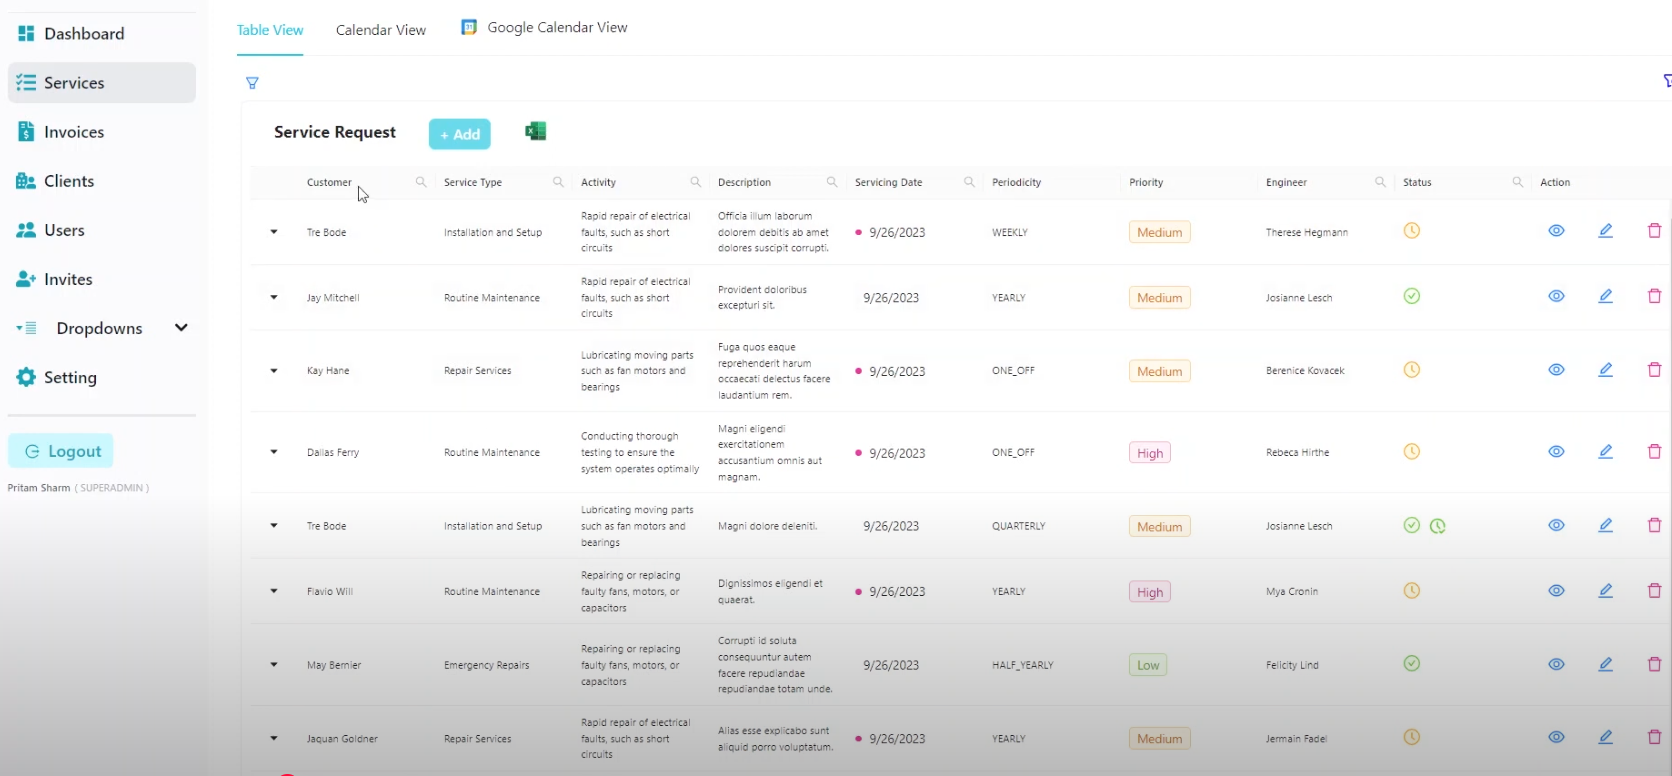 Dashboard
Services
Invoices
Clients
Users
Invites
Dropdowns
Setting
Logout
Pritam Sharm ( SUPERADMIN )
Table View Calendar View 31 Google Calendar View
Service Request + Add
Customer Service Type Activity Description Servicing Date Periodicity Priority Engineer Status Action
Tre Bode Installation and Setup Rapid repair of electrical faults, such as short circuits Officia illum laborum dolorem debitis ab amet dolores suscipit corrupti. 9/26/2023 WEEKLY Medium Therese Hegmann
Jay Mitchell Routine Maintenance Rapid repair of electrical faults, such as short circuits Provident doloribus excepturi sit. 9/26/2023 YEARLY Medium Josianne Lesch
Kay Hane Repair Services Lubricating moving parts such as fan motors and bearings Fuga quos eaque reprehenderit harum occaecati delectus facere laudantium rem. 9/26/2023 ONE_OFF Medium Berenice Kovacek
Dallas Ferry Routine Maintenance Conducting thorough testing to ensure the system operates optimally Magni eligendi exercitationem accusantium omnis aut magnam. 9/26/2023 ONE_OFF High Rebeca Hirthe
Tre Bode Installation and Setup Lubricating moving parts such as fan motors and bearings Magni dolore deleniti. 9/26/2023 QUARTERLY Medium Josianne Lesch
Flavio Will Routine Maintenance Repairing or replacing faulty fans, motors, or capacitors Dignissimos eligendi et quaerat. 9/26/2023 YEARLY High Mya Cronin
May Bernier Emergency Repairs Repairing or replacing faulty fans, motors, or capacitors Corrupti id soluta consequuntur autem facere repudiandae repudiandae totam unde. 9/26/2023 HALF_YEARLY Low Felicity Lind
Jaquan Goldner Repair Services Rapid repair of electrical faults, such as short circuits Alias esse explicabo sunt aliquid porro voluptatum. 9/26/2023 YEARLY Medium Jermain Fadel